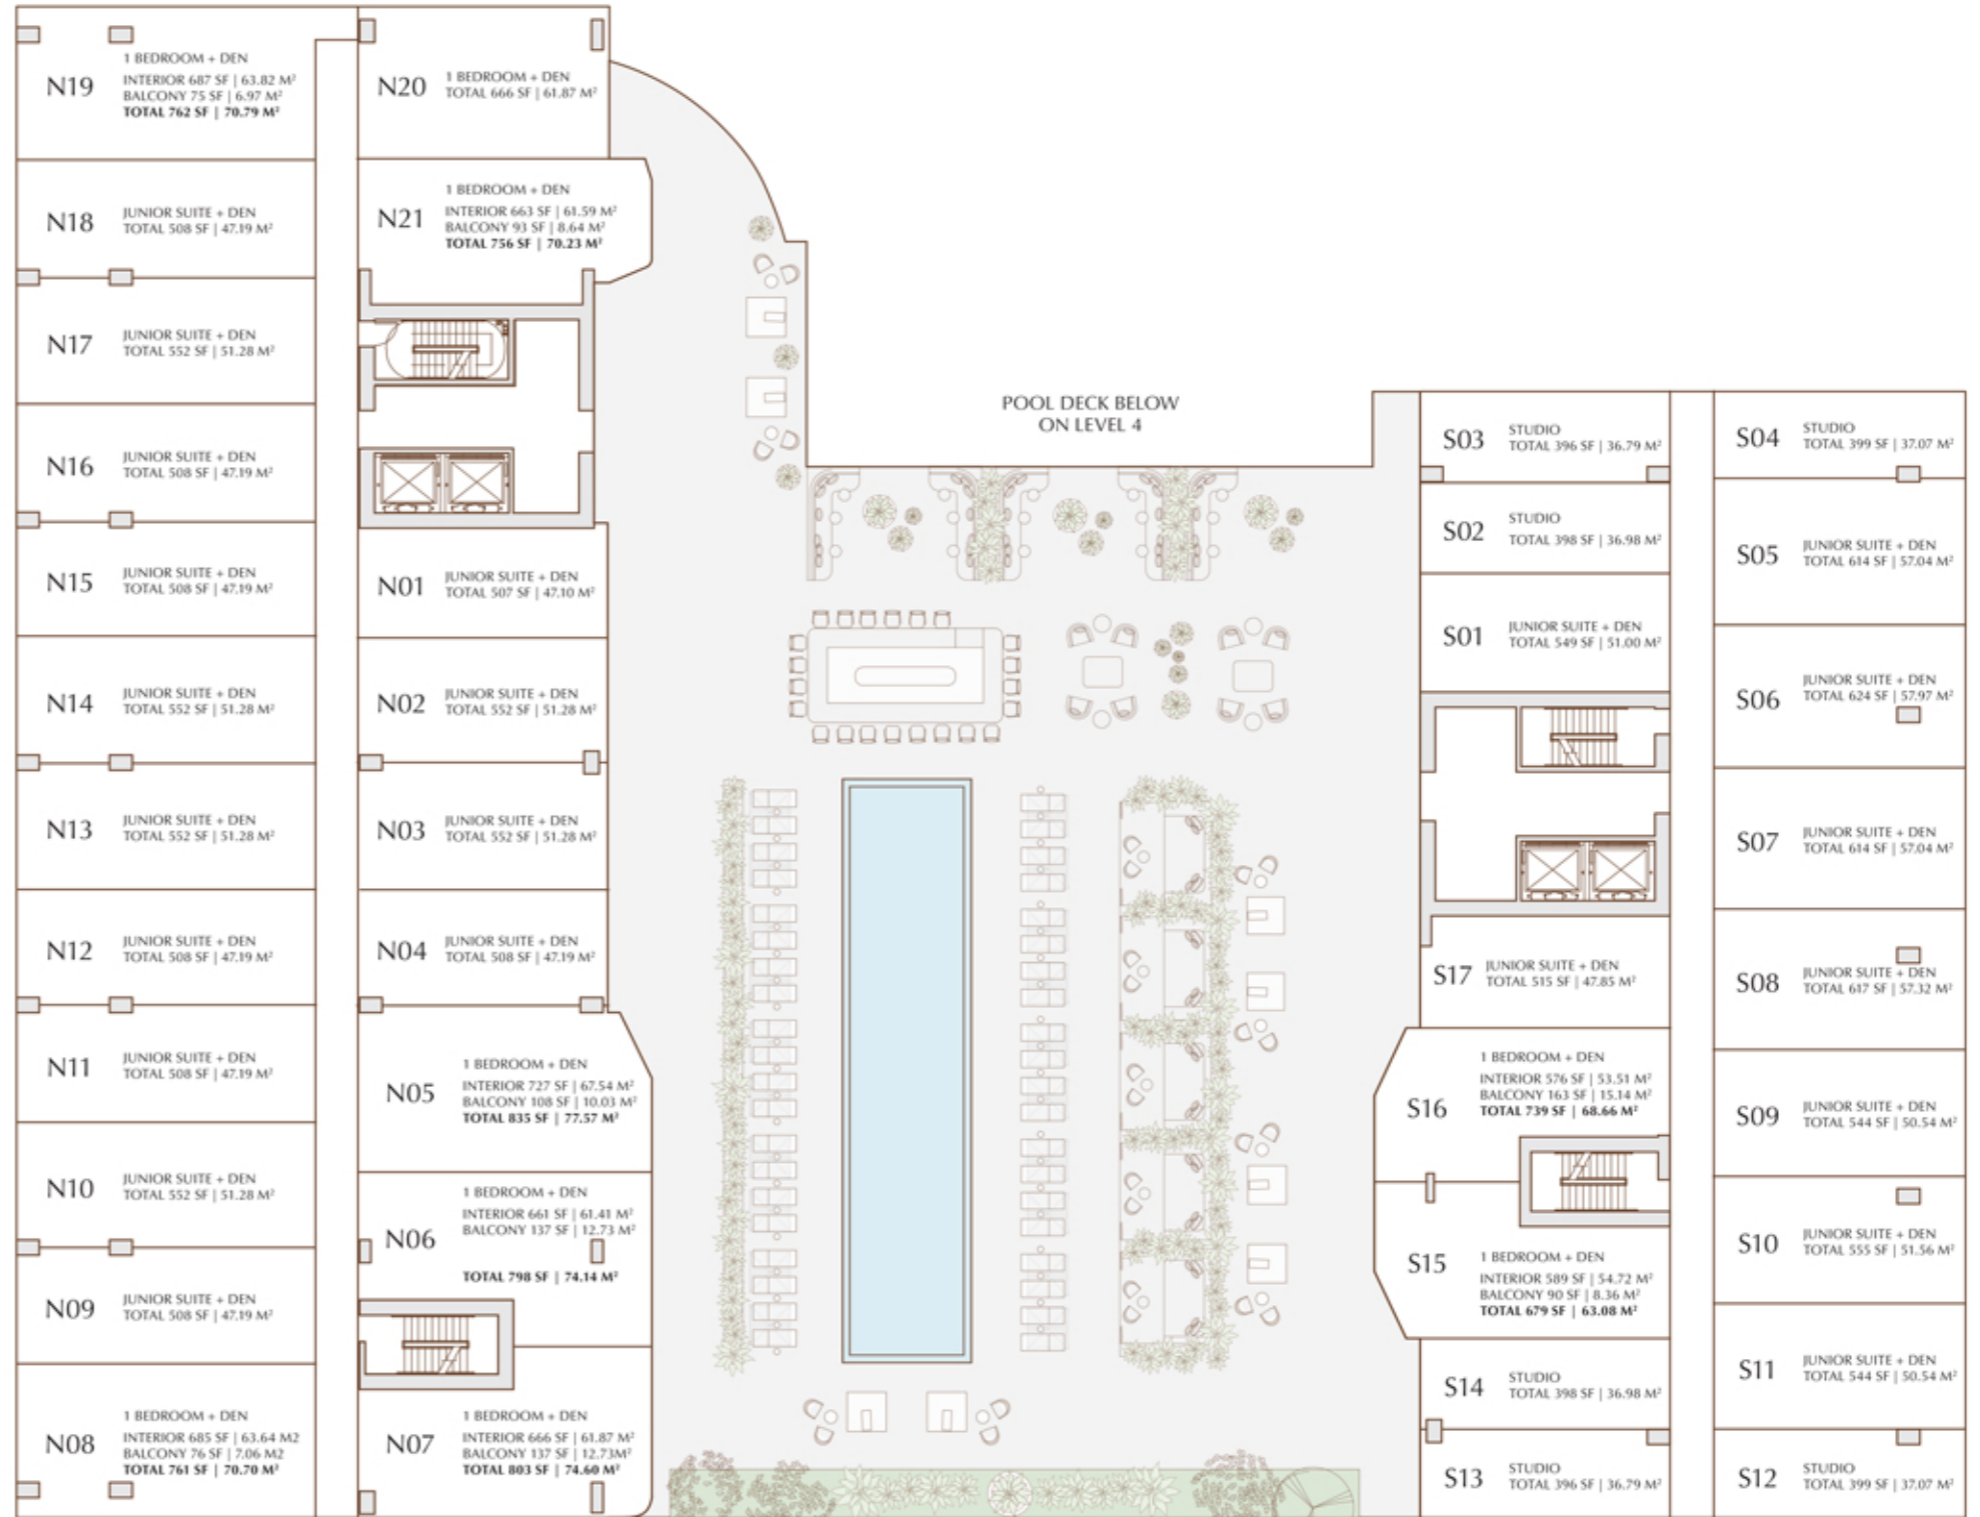 N19
1 BEDROOM + DEN
INTERIOR 687 SF | 63.82 M²
BALCONY 75 SF | 6.97 M²
TOTAL 762 SF | 70.79 M²
N18
JUNIOR SUITE + DEN
TOTAL 508 SF | 47.19 M²
N17
JUNIOR SUITE + DEN
TOTAL 552 SF | 51.28 M²
N16
JUNIOR SUITE + DEN
TOTAL 508 SF | 47.19 M²
N15
JUNIOR SUITE + DEN
TOTAL 508 SF | 47.19 M²
N14
JUNIOR SUITE + DEN
TOTAL 552 SF | 51.28 M²
N13
JUNIOR SUITE + DEN
TOTAL 552 SF | 51.28 M²
N12
JUNIOR SUITE + DEN
TOTAL 508 SF | 47.19 M²
N11
JUNIOR SUITE + DEN
TOTAL 508 SF | 47.19 M²
N10
JUNIOR SUITE + DEN
TOTAL 552 SF | 51.28 M²
N09
JUNIOR SUITE + DEN
TOTAL 508 SF | 47.19 M²
N08
1 BEDROOM + DEN
INTERIOR 685 SF | 63.64 M2
BALCONY 76 SF | 7.06 M2
TOTAL 761 SF | 70.70 M²
N20
1 BEDROOM + DEN
TOTAL 666 SF | 61.87 M²
N21
1 BEDROOM + DEN
INTERIOR 663 SF | 61.59 M²
BALCONY 93 SF | 8.64 M²
TOTAL 756 SF | 70.23 M²
N01
JUNIOR SUITE + DEN
TOTAL 507 SF | 47.10 M²
N02
JUNIOR SUITE + DEN
TOTAL 552 SF | 51.28 M²
N03
JUNIOR SUITE + DEN
TOTAL 552 SF | 51.28 M²
N04
JUNIOR SUITE + DEN
TOTAL 508 SF | 47.19 M²
N05
1 BEDROOM + DEN
INTERIOR 727 SF | 67.54 M²
BALCONY 108 SF | 10.03 M²
TOTAL 835 SF | 77.57 M²
N06
1 BEDROOM + DEN
INTERIOR 661 SF | 61.41 M²
BALCONY 137 SF | 12.73 M²
TOTAL 798 SF | 74.14 M²
N07
1 BEDROOM + DEN
INTERIOR 666 SF | 61.87 M²
BALCONY 137 SF | 12.73M²
TOTAL 803 SF | 74.60 M²
POOL DECK BELOW
ON LEVEL 4
S03
STUDIO
TOTAL 396 SF | 36.79 M²
S02
STUDIO
TOTAL 398 SF | 36.98 M²
S01
JUNIOR SUITE + DEN
TOTAL 549 SF | 51.00 M²
S17
JUNIOR SUITE + DEN
TOTAL 515 SF | 47.85 M²
S16
1 BEDROOM + DEN
INTERIOR 576 SF | 53.51 M²
BALCONY 163 SF | 15.14 M²
TOTAL 739 SF | 68.66 M²
S15
1 BEDROOM + DEN
INTERIOR 589 SF | 54.72 M²
BALCONY 90 SF | 8.36 M²
TOTAL 679 SF | 63.08 M²
S14
STUDIO
TOTAL 398 SF | 36.98 M²
S13
STUDIO
TOTAL 396 SF | 36.79 M²
S04
STUDIO
TOTAL 399 SF | 37.07 M²
S05
JUNIOR SUITE + DEN
TOTAL 614 SF | 57.04 M²
S06
JUNIOR SUITE + DEN
TOTAL 624 SF | 57.97 M²
S07
JUNIOR SUITE + DEN
TOTAL 614 SF | 57.04 M²
S08
JUNIOR SUITE + DEN
TOTAL 617 SF | 57.32 M²
S09
JUNIOR SUITE + DEN
TOTAL 544 SF | 50.54 M²
S10
JUNIOR SUITE + DEN
TOTAL 555 SF | 51.56 M²
S11
JUNIOR SUITE + DEN
TOTAL 544 SF | 50.54 M²
S12
STUDIO
TOTAL 399 SF | 37.07 M²